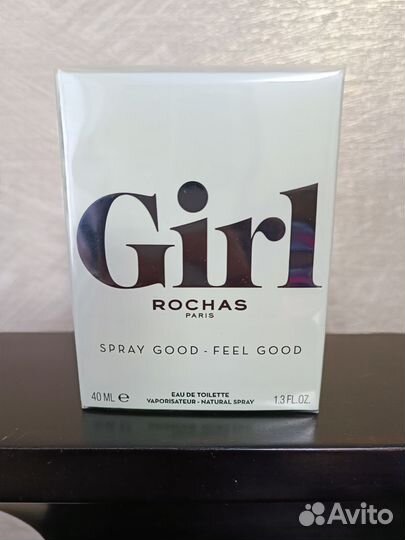 Girl
ROCHAS
PARIS
SPRAY GOOD - FEEL GOOD
40 ML ℮
EAU DE TOILETTE
VAPORISATEUR - NATURAL SPRAY
1.3 FL.OZ.
Avito